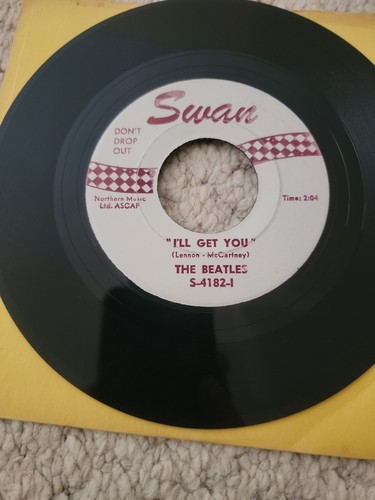 Swan
DON'T
DROP
OUT
Northern Music
Ltd. ASCAP
Time: 2:04
"I'LL GET YOU"
(Lennon - McCartney)
THE BEATLES
S-4182-I